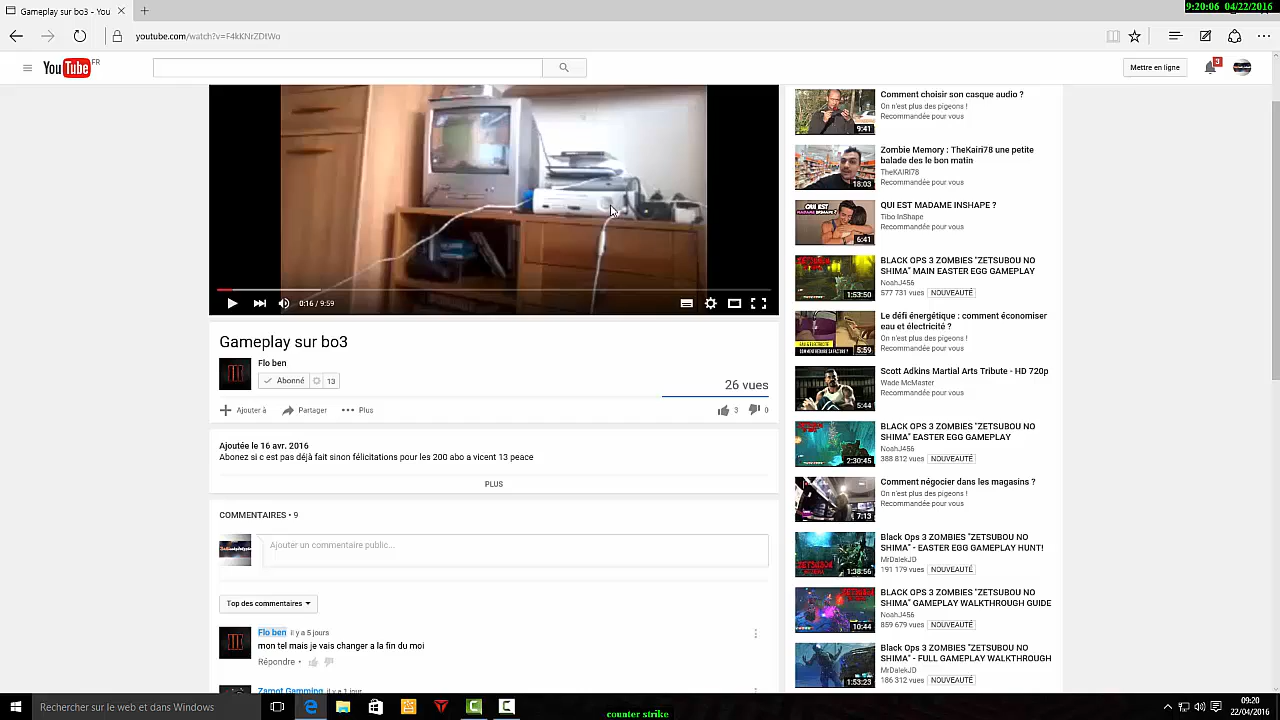 Gameplay sur bo3 - You
9:20:06 04/22/2016
youtube.com/watch?v=F4kKNrZDtWo
YouTube FR
Mettre en ligne
3
0:16 / 9:59
Gameplay sur bo3
Flo ben
Abonné 13
26 vues
Ajouter à Partager Plus
3 0
Ajoutée le 16 avr. 2016
Abonez si c est pas déjà fait sinon félicitations pour les 200 abo a vicent 13 peace
PLUS
COMMENTAIRES • 9
Ajouter un commentaire public...
Top des commentaires
Flo ben il y a 5 jours
mon tel mais je vais changer a la fin du moi
Répondre •
Zamot Gamming il y a 1 jour
Comment choisir son casque audio ?
On n'est plus des pigeons !
Recommandée pour vous
9:41
Zombie Memory : TheKairi78 une petite
balade des le bon matin
TheKAIRI78
Recommandée pour vous
18:03
QUI EST MADAME INSHAPE ?
Tibo InShape
Recommandée pour vous
QUI EST
MADAME INSHAPE ?
6:41
BLACK OPS 3 ZOMBIES "ZETSUBOU NO
SHIMA" MAIN EASTER EGG GAMEPLAY
NoahJ456
577 731 vues NOUVEAUTÉ
1:53:50
Le défi énergétique : comment économiser
eau et électricité ?
On n'est plus des pigeons !
Recommandée pour vous
5:59
Scott Adkins Martial Arts Tribute - HD 720p
Wade McMaster
Recommandée pour vous
5:44
BLACK OPS 3 ZOMBIES "ZETSUBOU NO
SHIMA" EASTER EGG GAMEPLAY
NoahJ456
388 812 vues NOUVEAUTÉ
2:30:45
Comment négocier dans les magasins ?
On n'est plus des pigeons !
Recommandée pour vous
7:13
Black Ops 3 ZOMBIES "ZETSUBOU NO
SHIMA" - EASTER EGG GAMEPLAY HUNT!
MrDalekJD
191 179 vues NOUVEAUTÉ
1:38:56
BLACK OPS 3 ZOMBIES "ZETSUBOU NO
SHIMA" GAMEPLAY WALKTHROUGH GUIDE
NoahJ456
859 679 vues NOUVEAUTÉ
10:44
Black Ops 3 ZOMBIES "ZETSUBOU NO
SHIMA" - FULL GAMEPLAY WALKTHROUGH
MrDalekJD
186 312 vues NOUVEAUTÉ
1:53:23
Rechercher sur le web et dans Windows
counter strike
09:20
22/04/2016